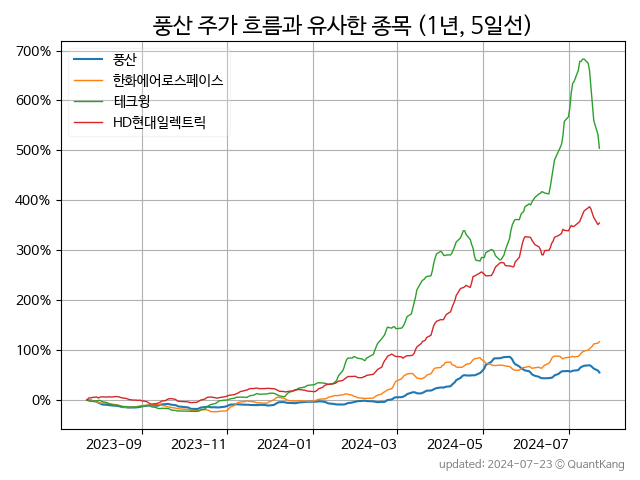 풍산 주가 흐름과 유사한 종목 (1년, 5일선)
700%
600%
500%
400%
300%
200%
100%
0%
풍산
한화에어로스페이스
테크윙
HD현대일렉트릭
2023-09 2023-11 2024-01 2024-03 2024-05 2024-07
updated: 2024-07-23 © QuantKang